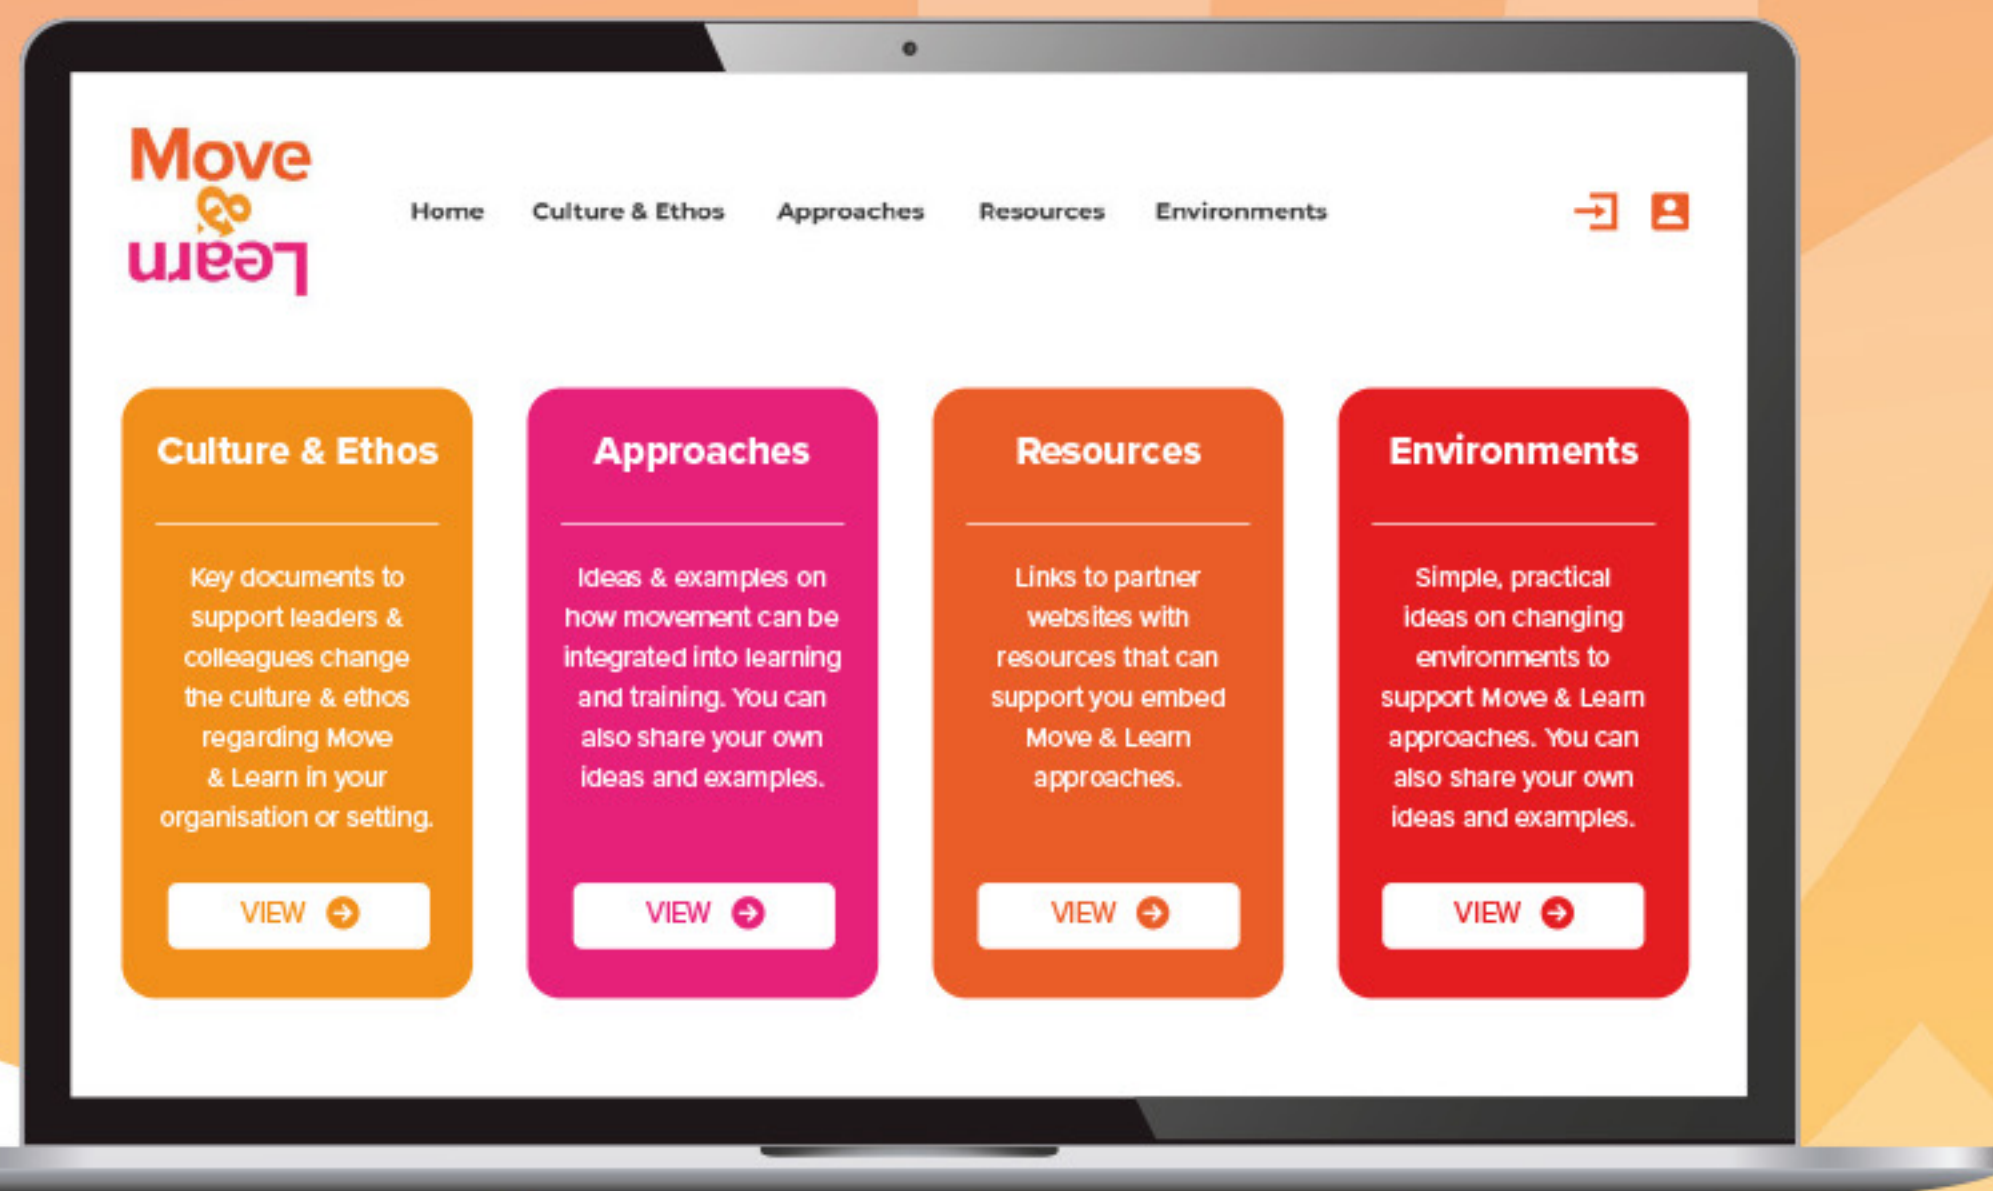 Move
&
Learn
Home Culture & Ethos Approaches Resources Environments
Culture & Ethos
Key documents to
support leaders &
colleagues change
the culture & ethos
regarding Move
& Learn in your
organisation or setting.
VIEW
Approaches
Ideas & examples on
how movement can be
integrated into learning
and training. You can
also share your own
ideas and examples.
VIEW
Resources
Links to partner
websites with
resources that can
support you embed
Move & Learn
approaches.
VIEW
Environments
Simple, practical
ideas on changing
environments to
support Move & Learn
approaches. You can
also share your own
ideas and examples.
VIEW